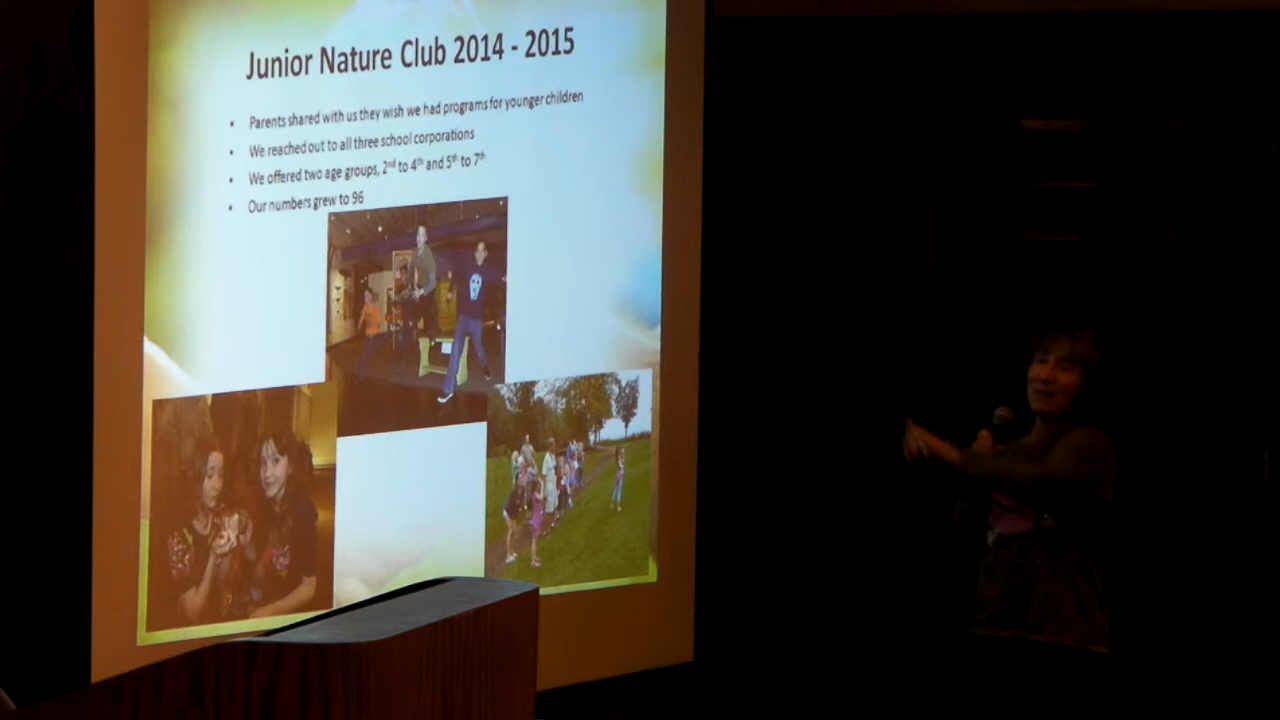 Junior Nature Club 2014 - 2015
• Parents shared with us they wish we had programs for younger children
• We reached out to all three school corporations
• We offered two age groups, 2nd to 4th and 5th to 7th
• Our numbers grew to 96